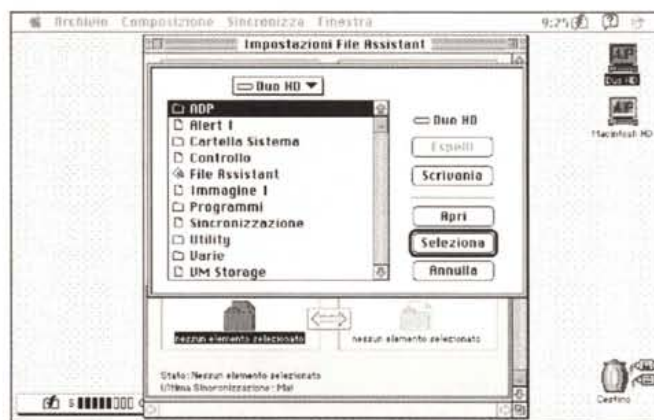 Archivio Composizione Sincronizza Finestra 9:25
Impostazioni File Assistant
Duo HD
ADP
Alert 1
Cartella Sistema
Controllo
File Assistant
Immagine 1
Programmi
Sincronizzazione
Utility
Varie
VM Storage
Duo HD
Espelli
Scrivania
Apri
Seleziona
Annulla
nessun elemento selezionato
nessun elemento selezionato
Stato: Nessun elemento selezionato
Ultima Sincronizzazione: Mai
Duo HD
Macintosh HD
Cestino
S